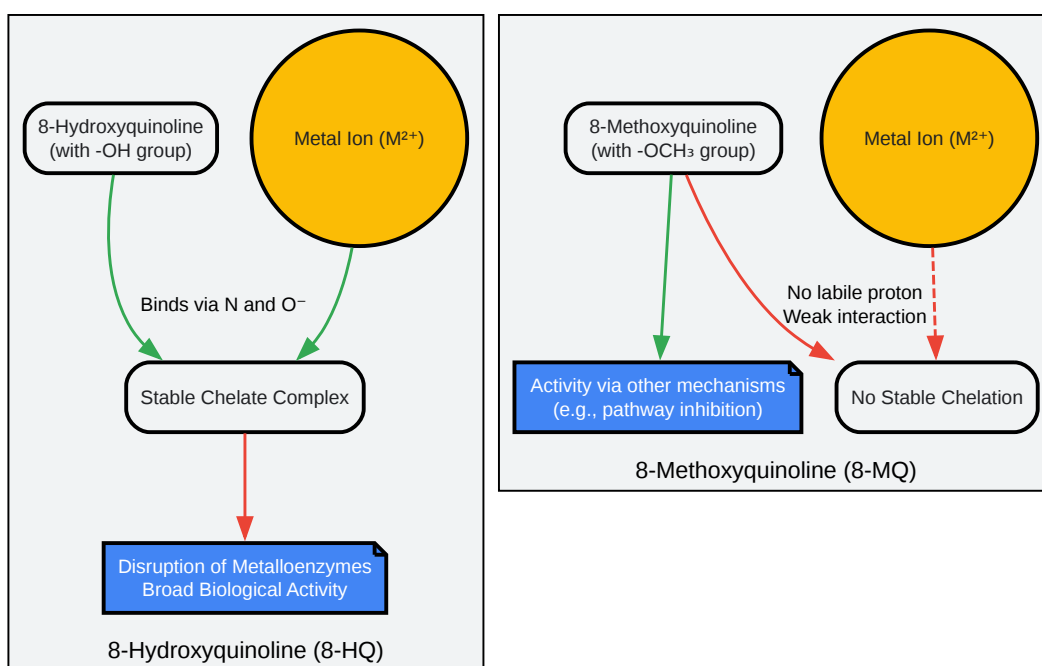 8-Hydroxyquinoline
(with -OH group)
Metal Ion (M²⁺)
Binds via N and O⁻
Stable Chelate Complex
Disruption of Metalloenzymes
Broad Biological Activity
8-Hydroxyquinoline (8-HQ)
8-Methoxyquinoline
(with -OCH₃ group)
Metal Ion (M²⁺)
No labile proton
Weak interaction
Activity via other mechanisms
(e.g., pathway inhibition)
No Stable Chelation
8-Methoxyquinoline (8-MQ)